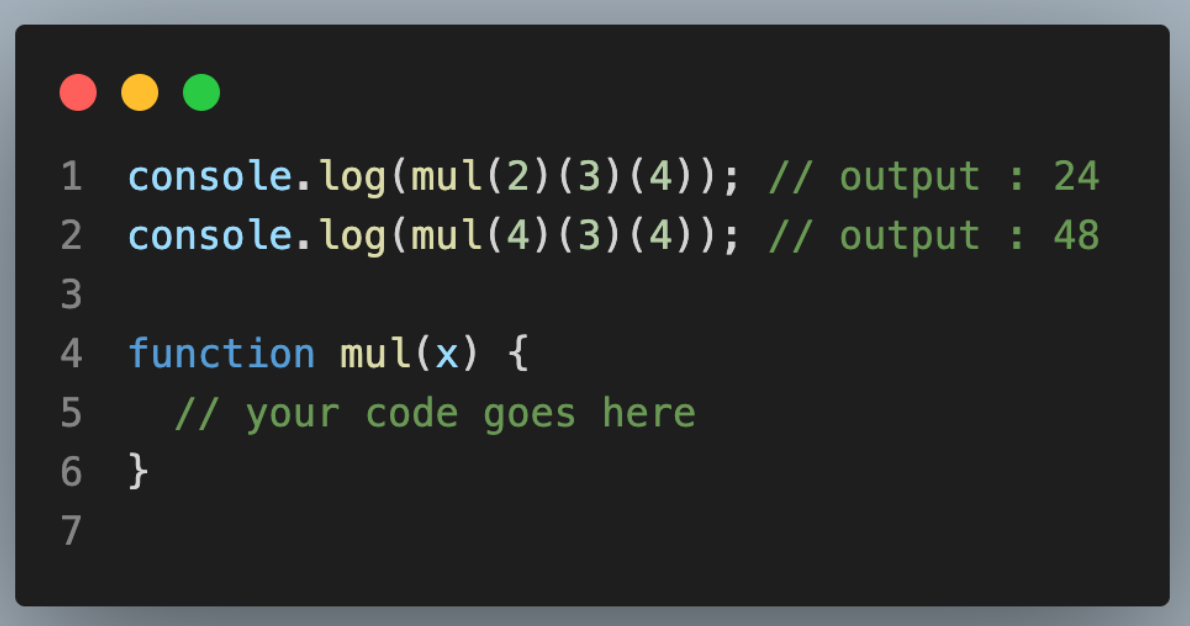 1 console.log(mul(2)(3)(4)); // output : 24
2 console.log(mul(4)(3)(4)); // output : 48
3
4 function mul(x) {
5   // your code goes here
6 }
7